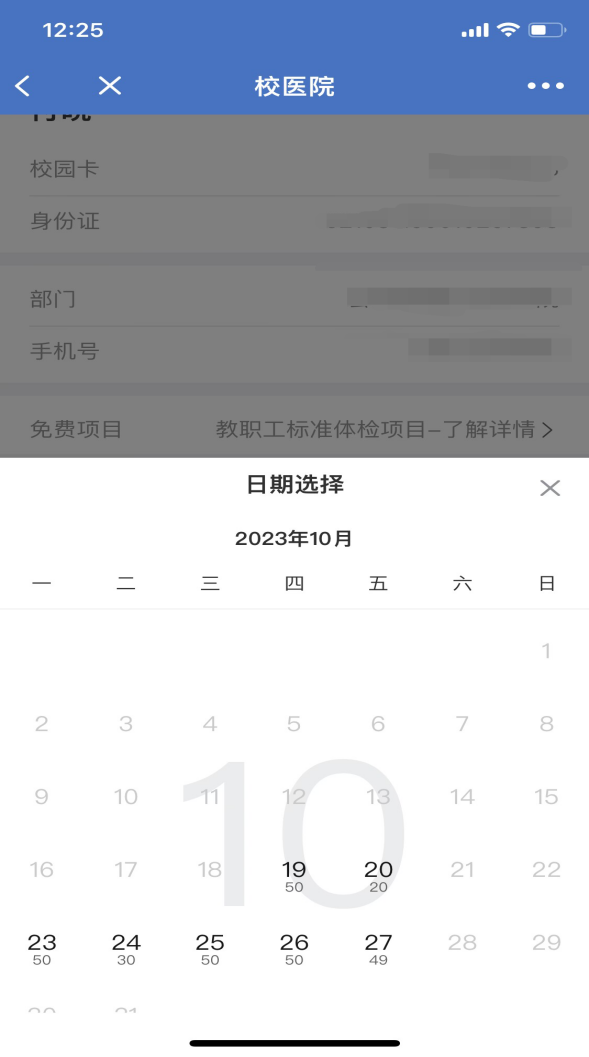 12:25
校医院
校园卡
身份证
部门
手机号
免费项目 教职工标准体检项目–了解详情
日期选择
2023年10月
一 二 三 四 五 六 日
1
2 3 4 5 6 7 8
10
9 10 11 12 13 14 15
16 17 18 19 20 21 22
50 20
23 24 25 26 27 28 29
50 30 50 50 49